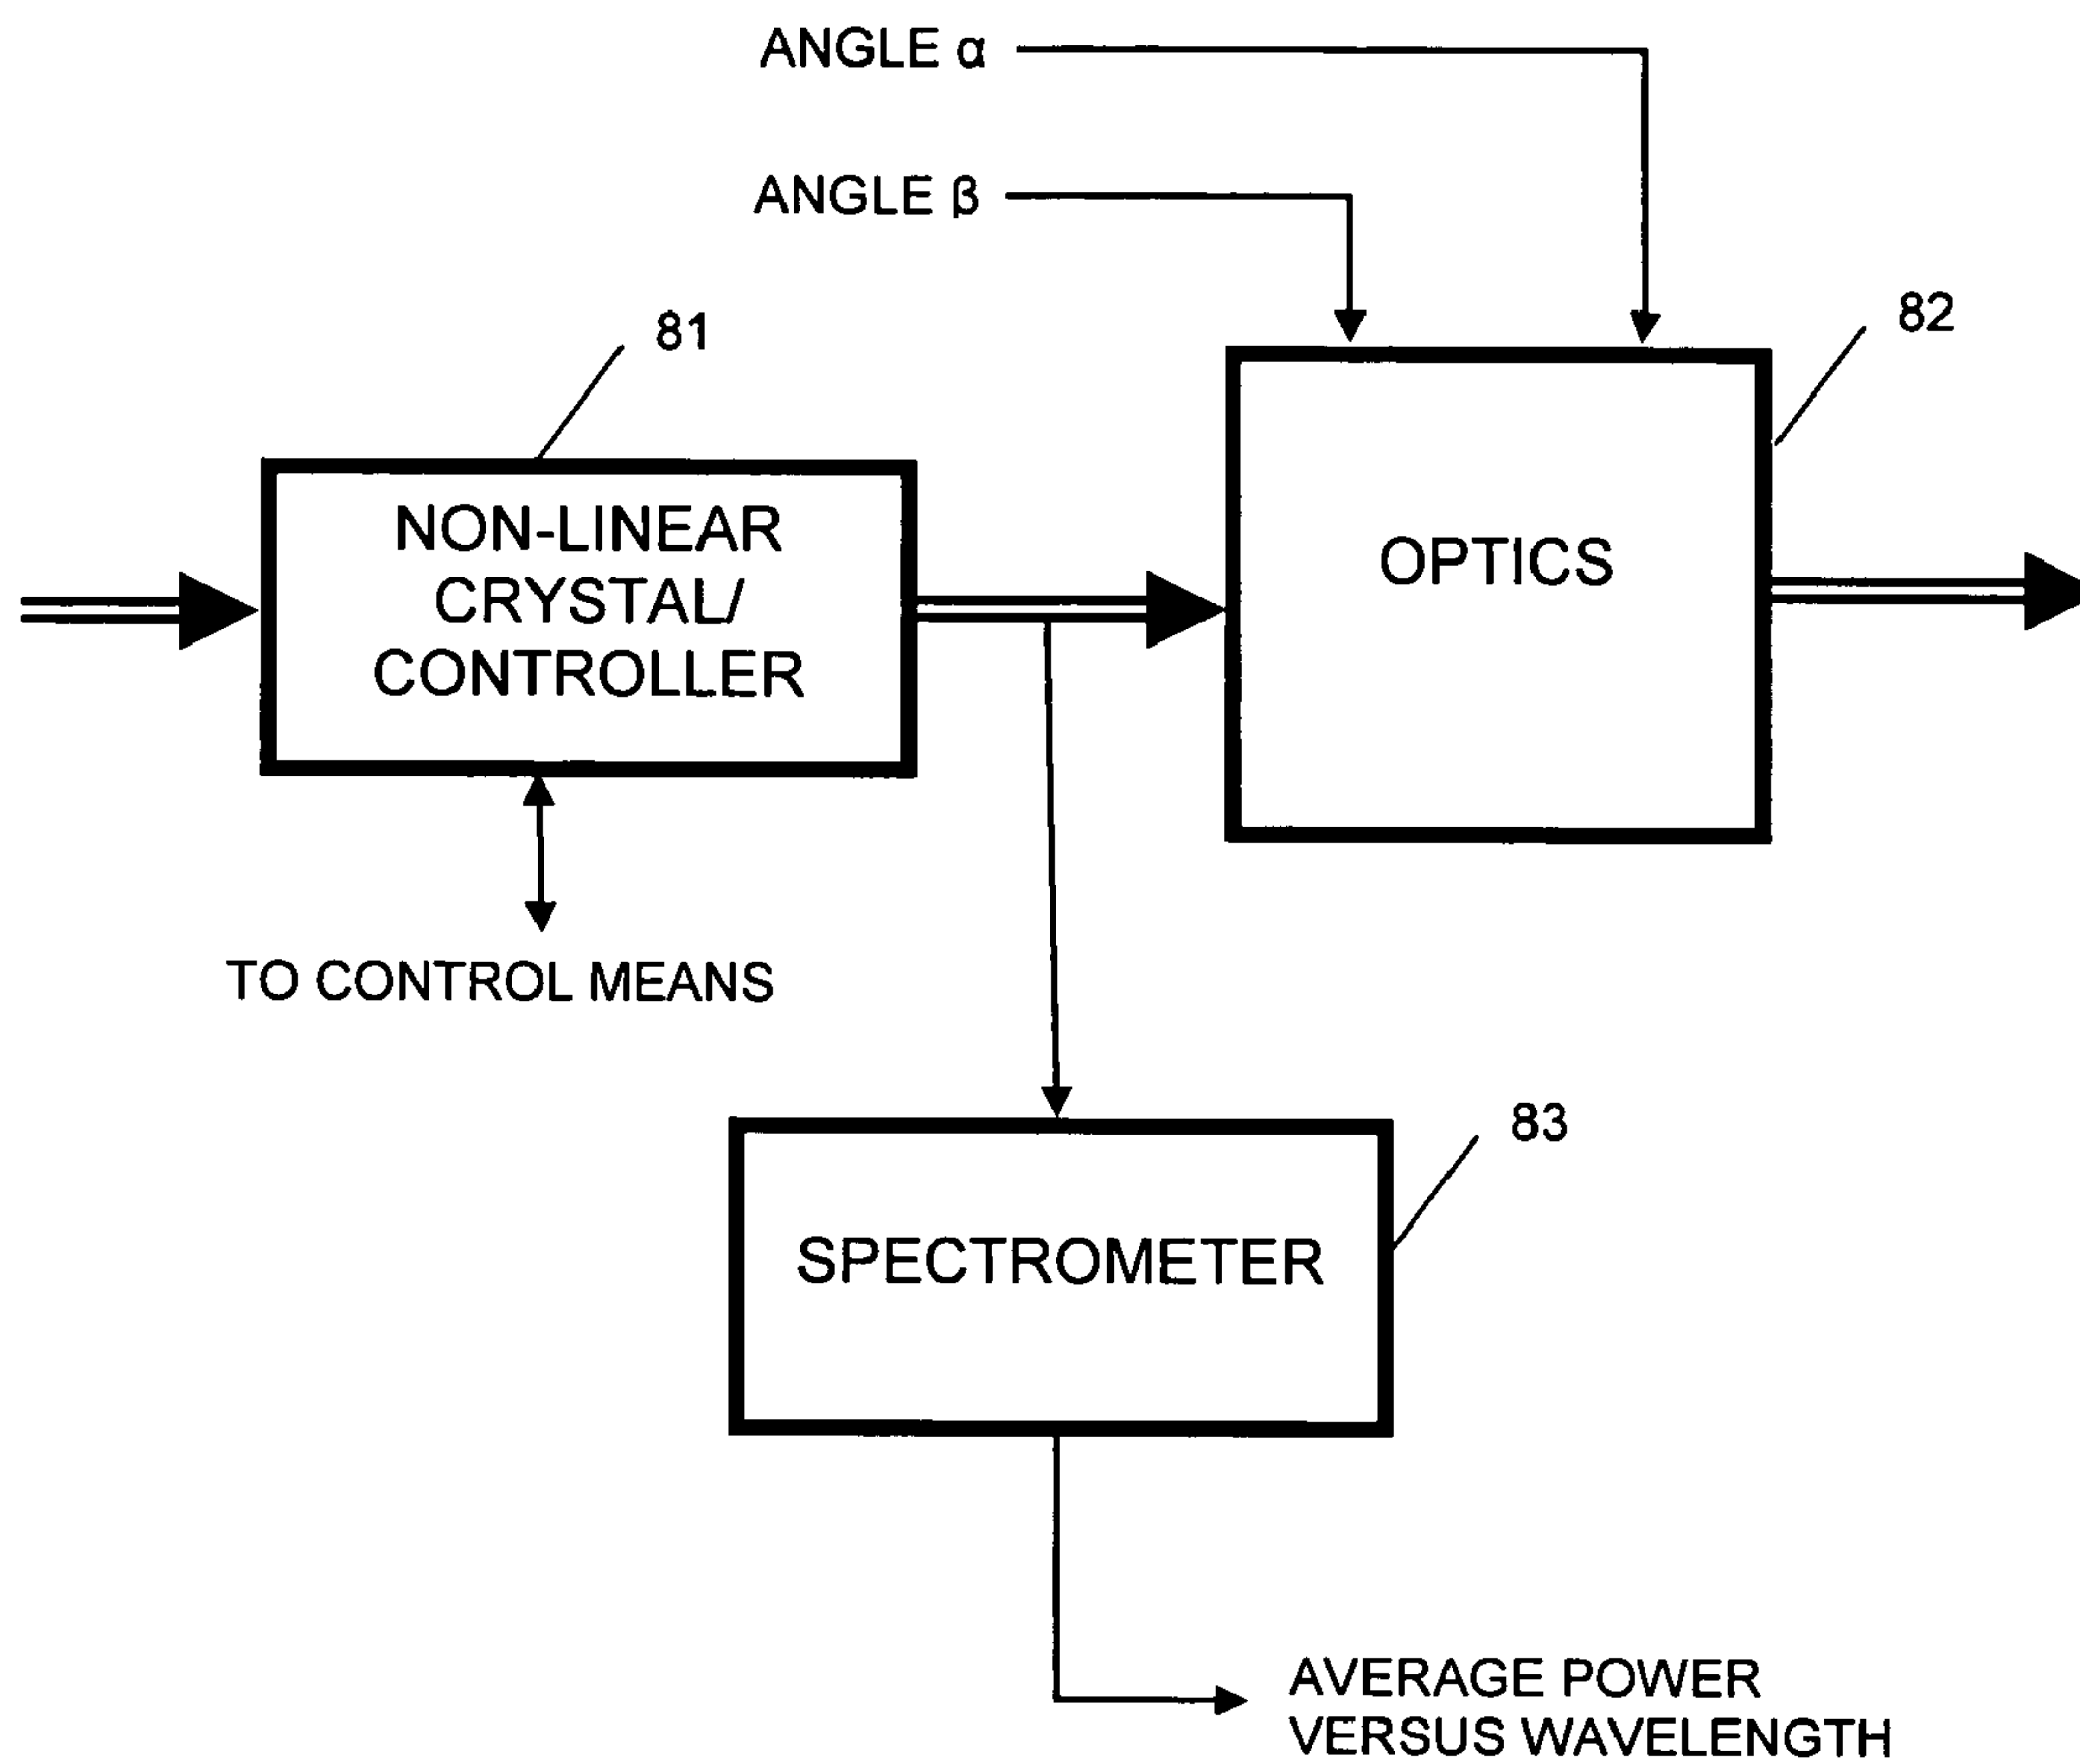 ANGLE α
ANGLE β
81
82
NON-LINEAR
CRYSTAL/
CONTROLLER
OPTICS
TO CONTROL MEANS
83
SPECTROMETER
AVERAGE POWER
VERSUS WAVELENGTH